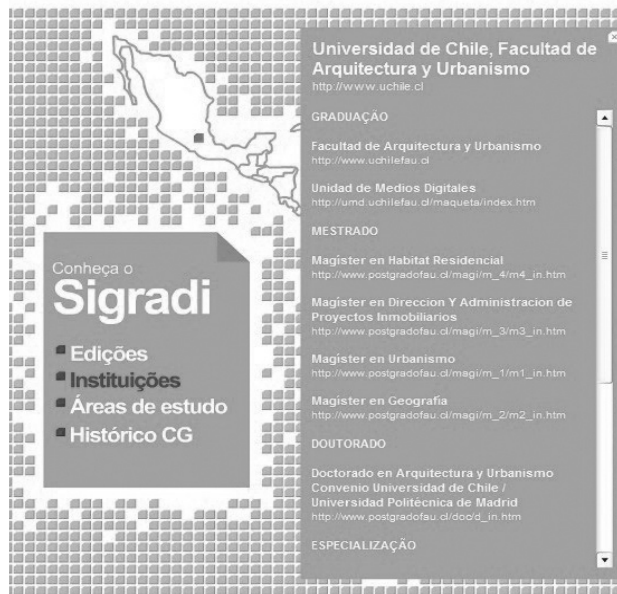 Conheça o
Sigradi
Edições
Instituições
Áreas de estudo
Histórico CG
Universidad de Chile, Facultad de
Arquitectura y Urbanismo
http://www.uchile.cl
GRADUAÇÃO
Facultad de Arquitectura y Urbanismo
http://www.uchilefau.cl
Unidad de Medios Digitales
http://umd.uchilefau.cl/maqueta/index.htm
MESTRADO
Magíster en Habitat Residencial
http://www.postgradofau.cl/magi/m_4/m4_in.htm
Magíster en Direccion Y Administracion de
Proyectos Inmobiliarios
http://www.postgradofau.cl/magi/m_3/m3_in.htm
Magíster en Urbanismo
http://www.postgradofau.cl/magi/m_1/m1_in.htm
Magíster en Geografía
http://www.postgradofau.cl/magi/m_2/m2_in.htm
DOUTORADO
Doctorado en Arquitectura y Urbanismo
Convenio Universidad de Chile /
Universidad Politècnica de Madrid
http://www.postgradofau.cl/doc/d_in.htm
ESPECIALIZAÇÃO